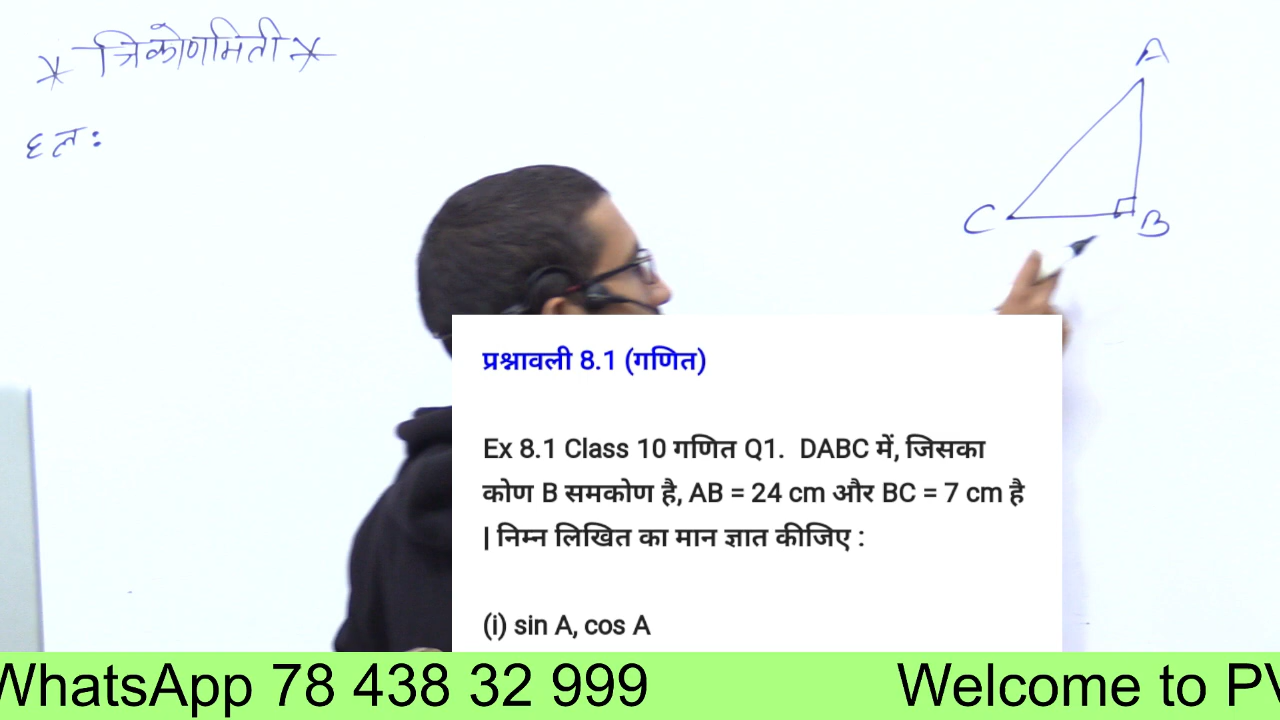 * त्रिकोणमिती *
हल:
A
C
B
प्रश्नावली 8.1 (गणित)
Ex 8.1 Class 10 गणित Q1. DABC में, जिसका
कोण B समकोण है, AB = 24 cm और BC = 7 cm है
| निम्न लिखित का मान ज्ञात कीजिए :
(i) sin A, cos A
WhatsApp 78 438 32 999
Welcome to PV